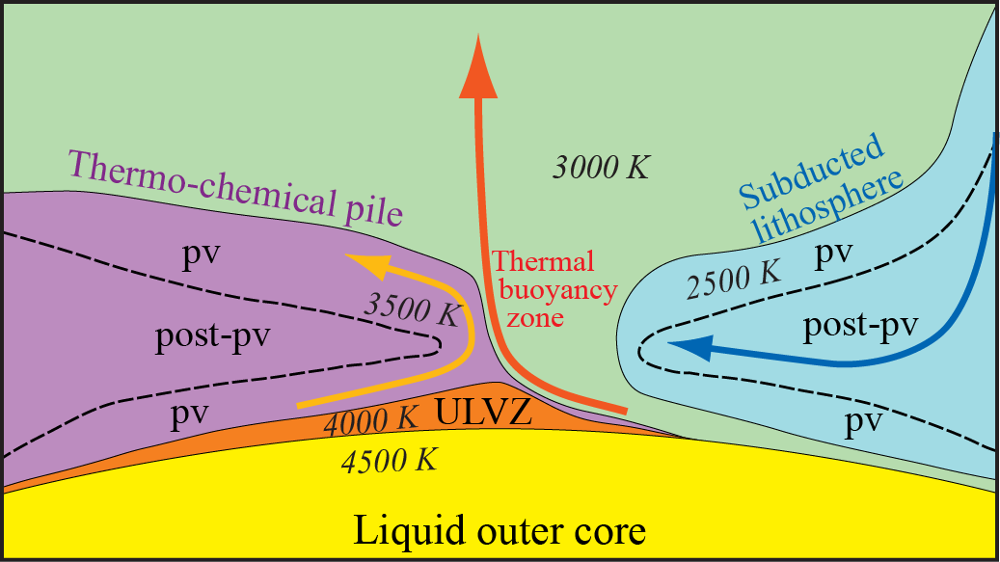 Thermo-chemical pile
3000 K
Subducted
lithosphere
pv
pv
Thermal
buoyancy
zone
2500 K
3500 K
post-pv
post-pv
pv
4000 K
ULVZ
pv
4500 K
Liquid outer core